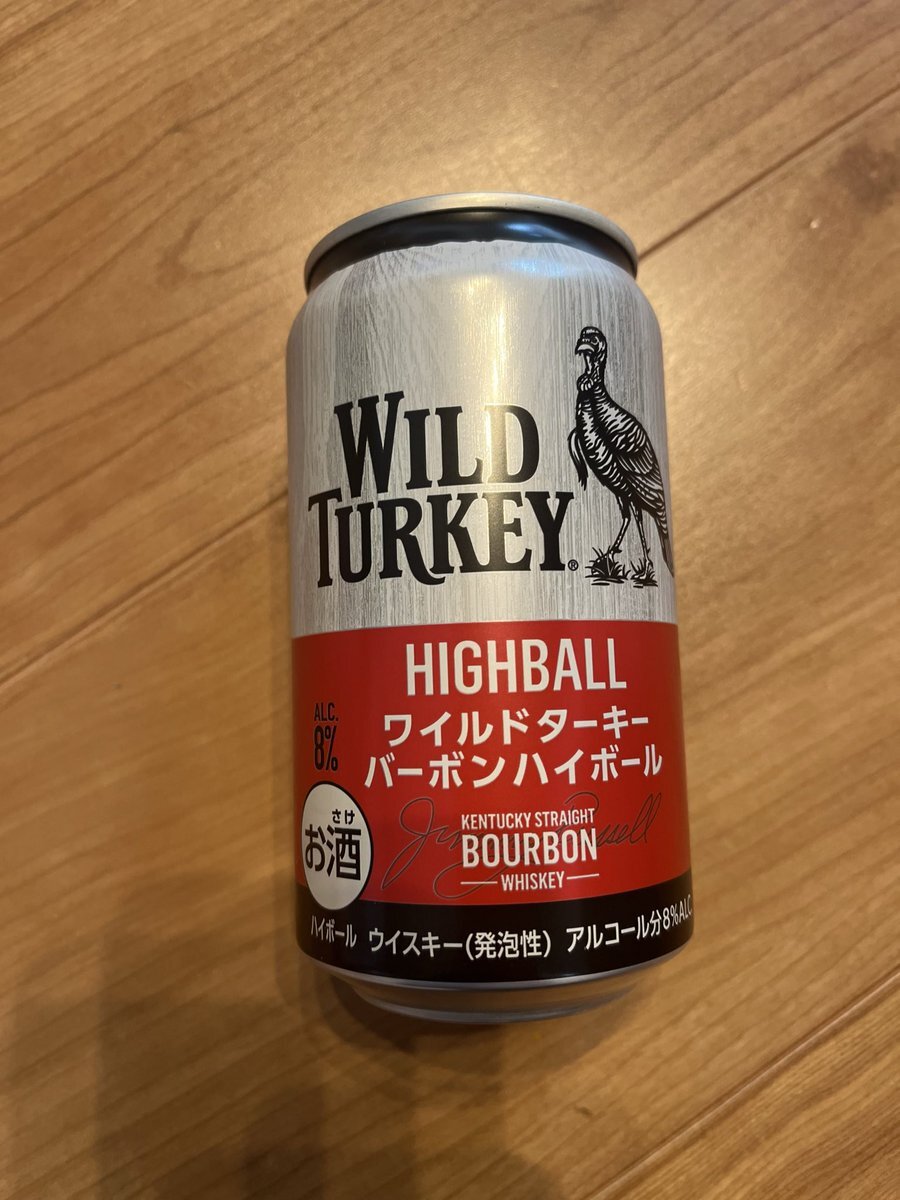 WILD
TURKEY®
HIGHBALL
ワイルドターキー
バーボンハイボール
ALC.
8%
さけ
お酒
KENTUCKY STRAIGHT
BOURBON
WHISKEY
ハイボール ウイスキー(発泡性) アルコール分8%ALC.